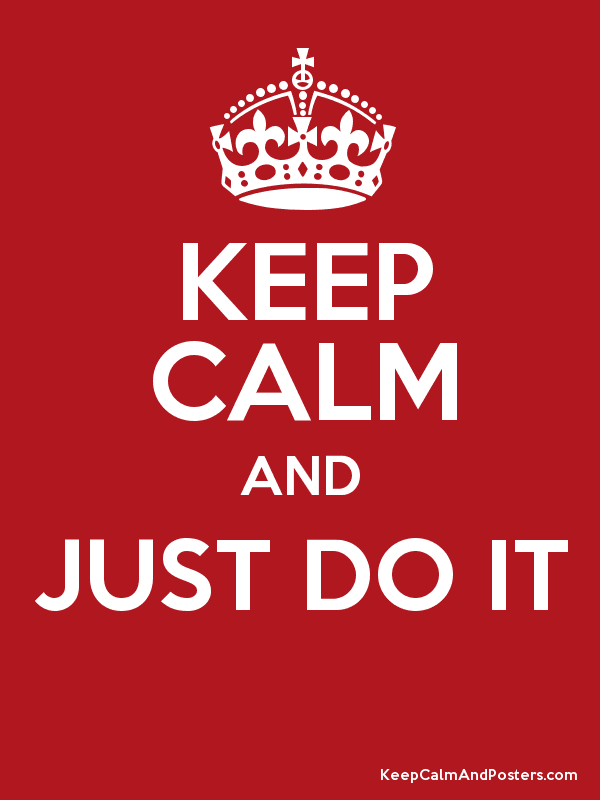 KEEP
CALM
AND
JUST DO IT
KeepCalmAndPosters.com